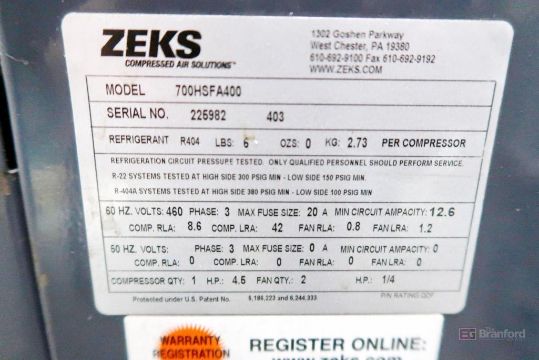 ZEKS
COMPRESSED AIR SOLUTIONS™
1302 Goshen Parkway
West Chester, PA 19380
610-692-9100 Fax 610-692-9192
WWW.ZEKS.COM
MODEL 700HSFA400
SERIAL NO. 225982 403
REFRIGERANT R404 LBS: 6 OZS: 0 KG: 2.73 PER COMPRESSOR
REFRIGERATION CIRCUIT PRESSURE TESTED. ONLY QUALIFIED PERSONNEL SHOULD PERFORM SERVICE.
R-22 SYSTEMS TESTED AT HIGH SIDE 300 PSIG MIN - LOW SIDE 150 PSIG MIN.
R-404A SYSTEMS TESTED AT HIGH SIDE 380 PSIG MIN - LOW SIDE 100 PSIG MIN
60 HZ. VOLTS: 460 PHASE: 3 MAX FUSE SIZE: 20 A MIN CIRCUIT AMPACITY: 12.6
COMP. RLA: 8.6 COMP. LRA: 42 FAN RLA: 0.8 FAN LRA: 1.2
50 HZ. VOLTS: PHASE: 3 MAX FUSE SIZE: 0 A MIN CIRCUIT AMPACITY: 0
COMP. RLA: 0 COMP. LRA: 0 FAN RLA: 0 FAN LRA: 0
COMPRESSOR QTY: 1 H.P.: 4.5 FAN QTY.: 2 H.P.: 1/4
Protected under U.S. Patent No. 6,186,223 and 6,244,333 P/N RATING QDF
WARRANTY
REGISTRATION
REGISTER ONLINE:
www.zeks.com
Branford